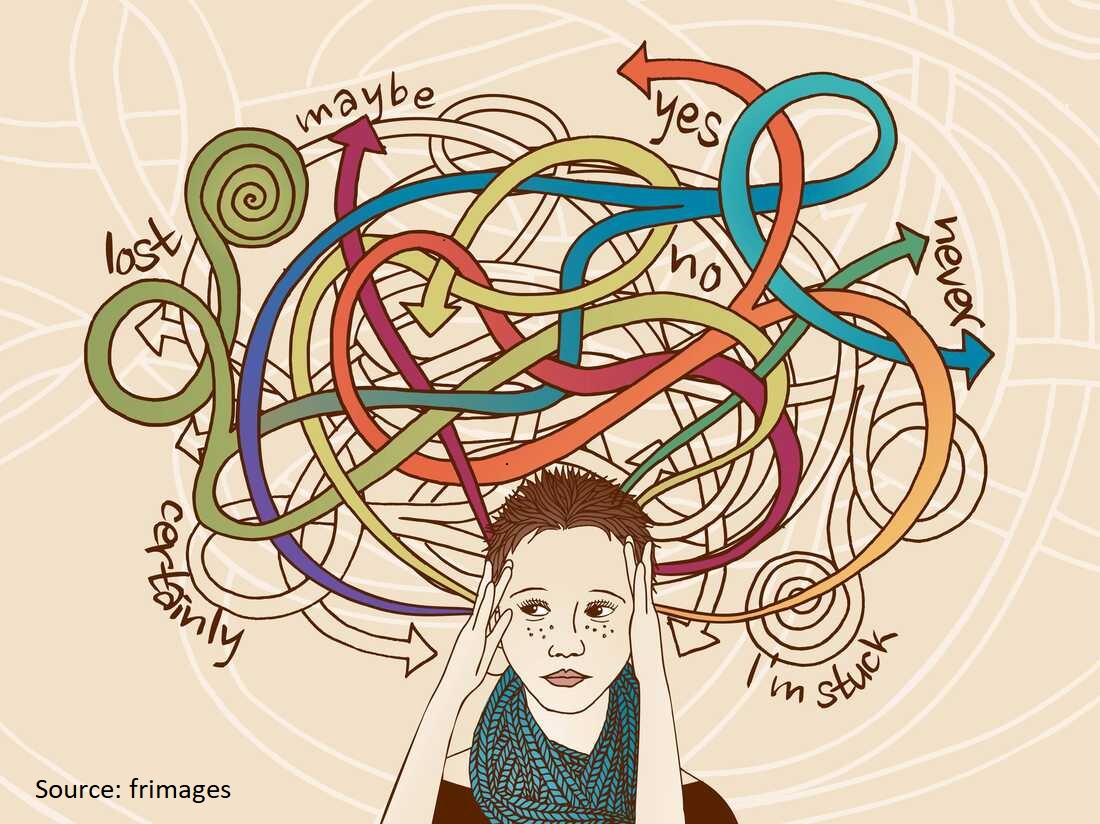 maybe
yes
lost
never
no
certainly
I'm stuck
Source: frimages